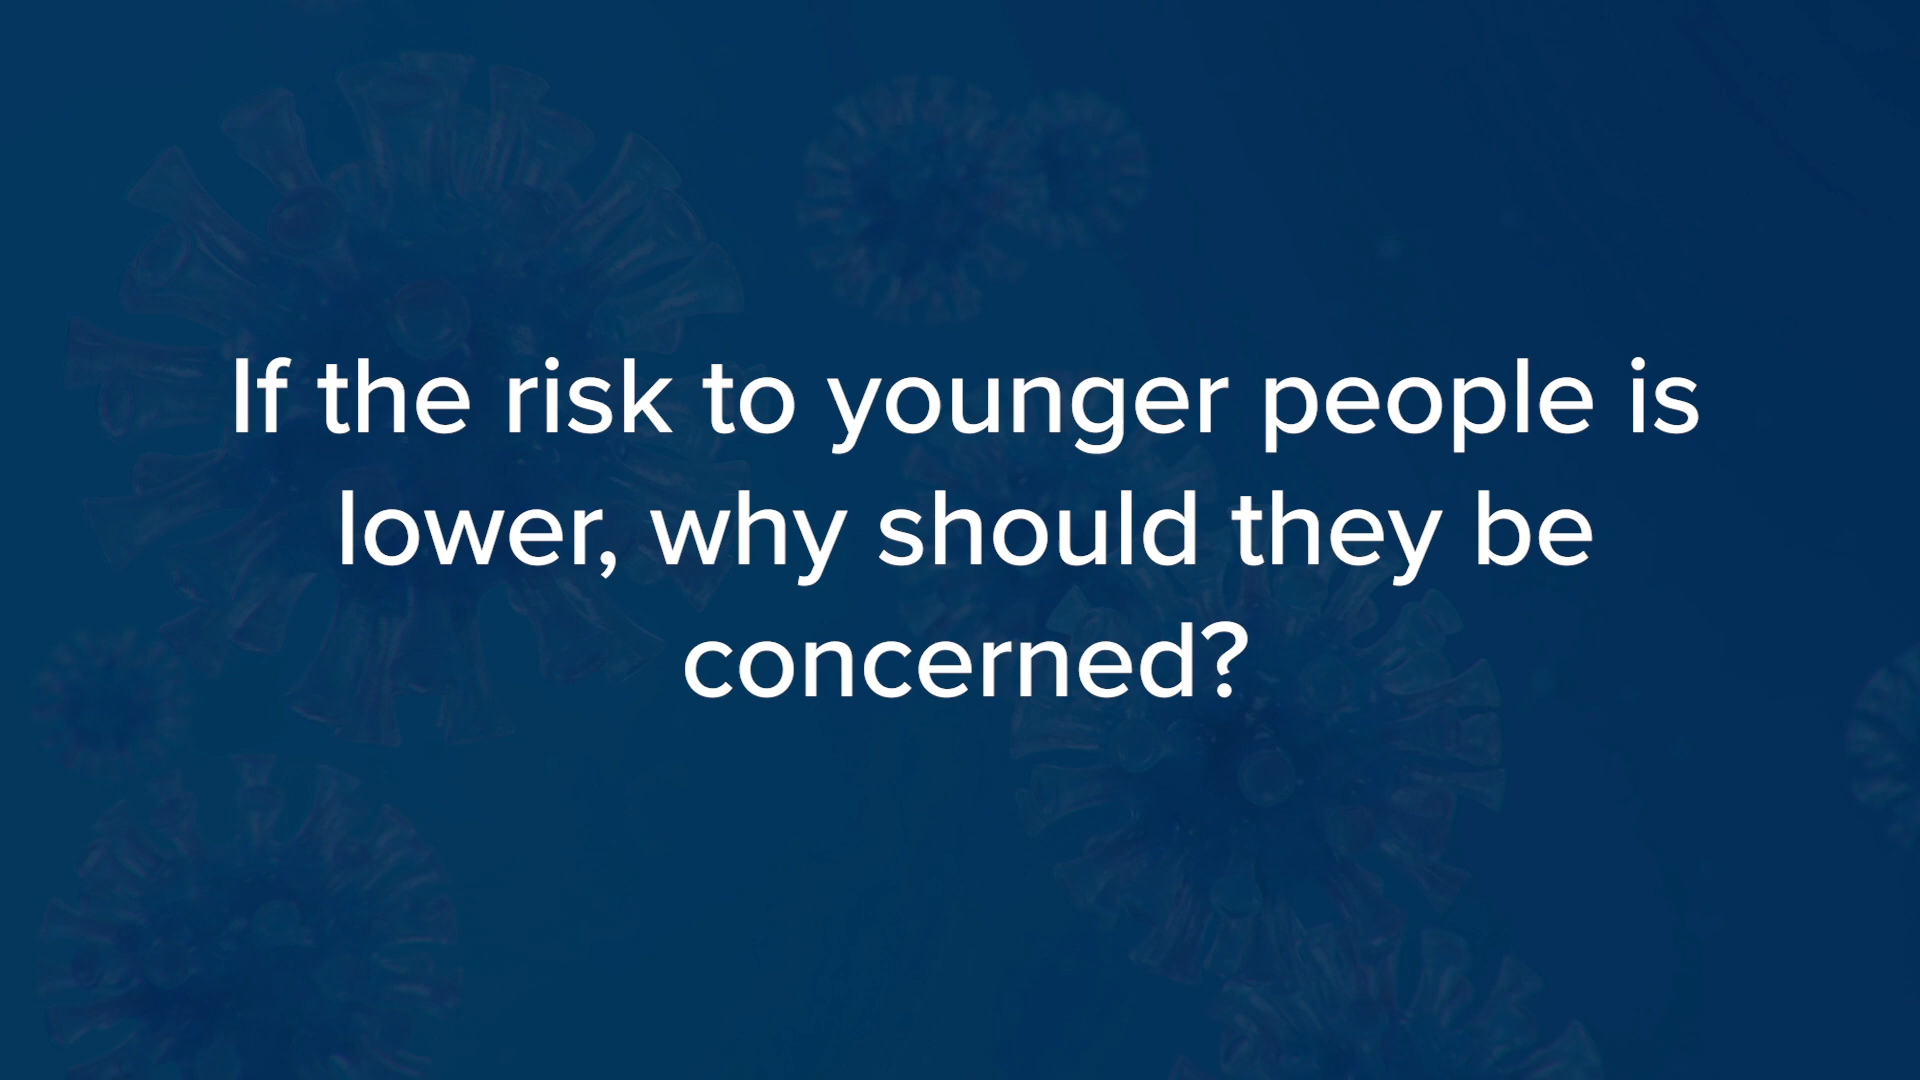 If the risk to younger people is
lower, why should they be
concerned?